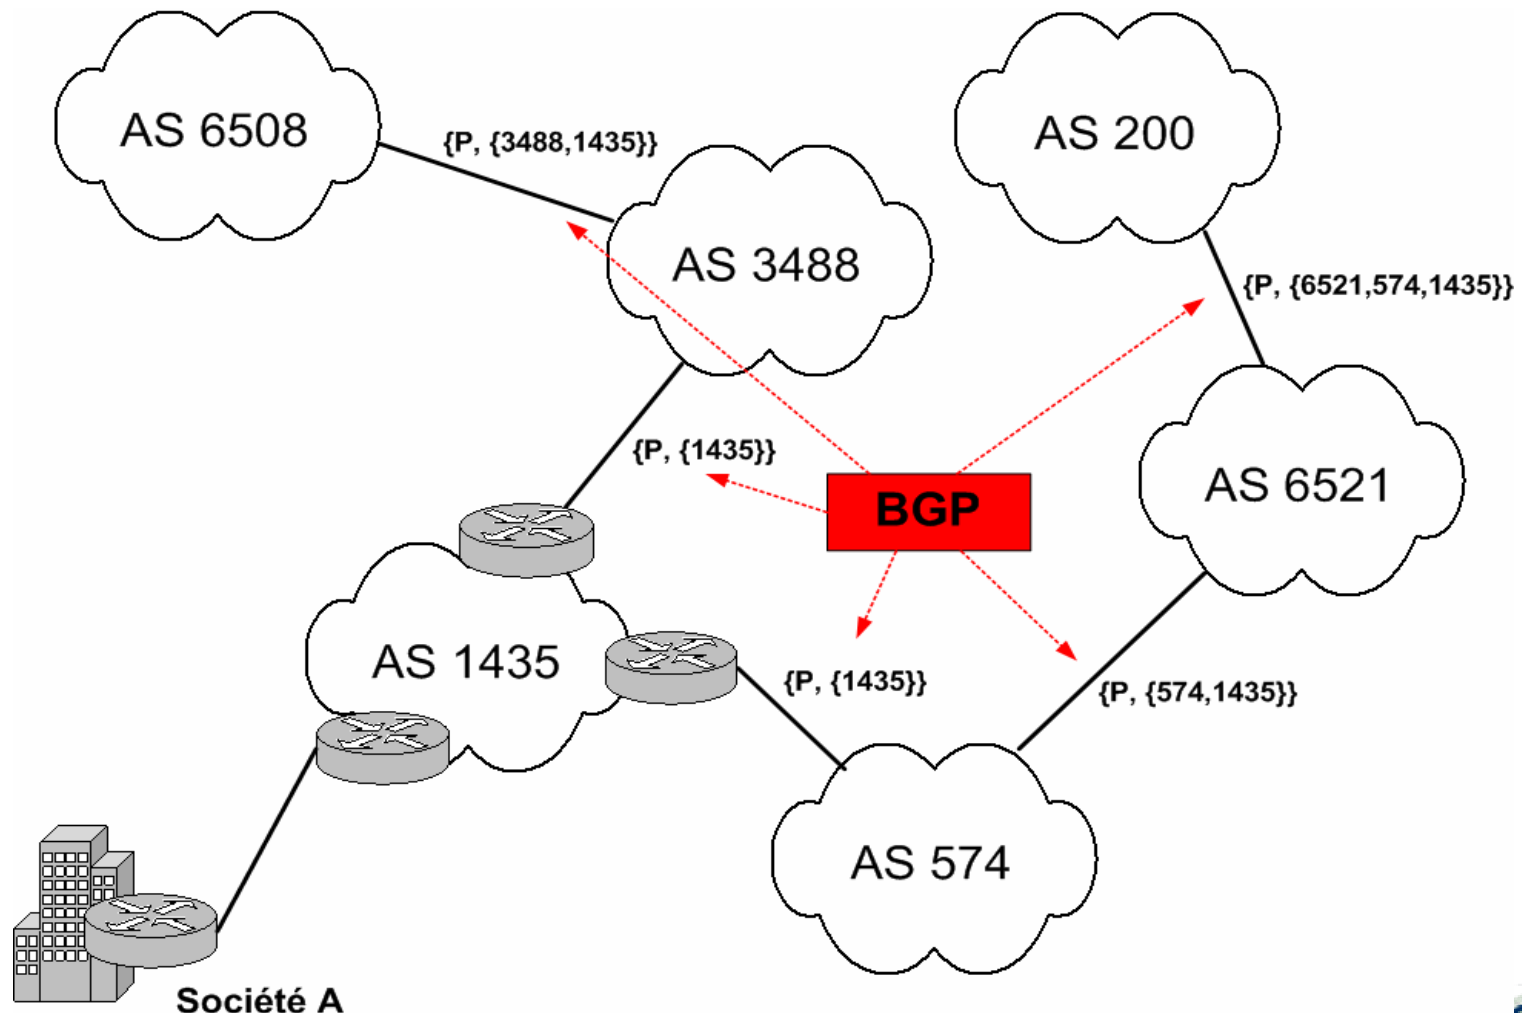 AS 6508
AS 200
{P, {3488,1435}}
AS 3488
{P, {6521,574,1435}}
{P, {1435}}
BGP
AS 6521
AS 1435
{P, {1435}}
{P, {574,1435}}
AS 574
Société A